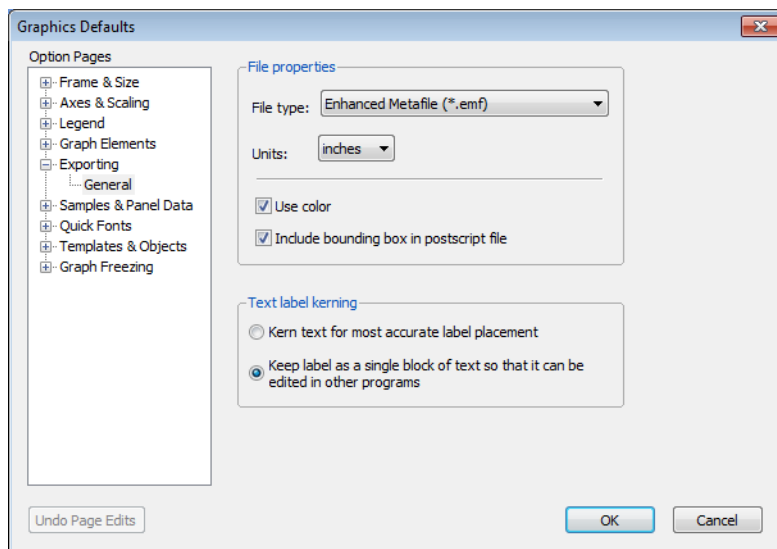 Graphics Defaults
Option Pages
Frame & Size
Axes & Scaling
Legend
Graph Elements
Exporting
General
Samples & Panel Data
Quick Fonts
Templates & Objects
Graph Freezing
File properties
File type: Enhanced Metafile (*.emf)
Units: inches
Use color
Include bounding box in postscript file
Text label kerning
Kern text for most accurate label placement
Keep label as a single block of text so that it can be
edited in other programs
Undo Page Edits
OK
Cancel